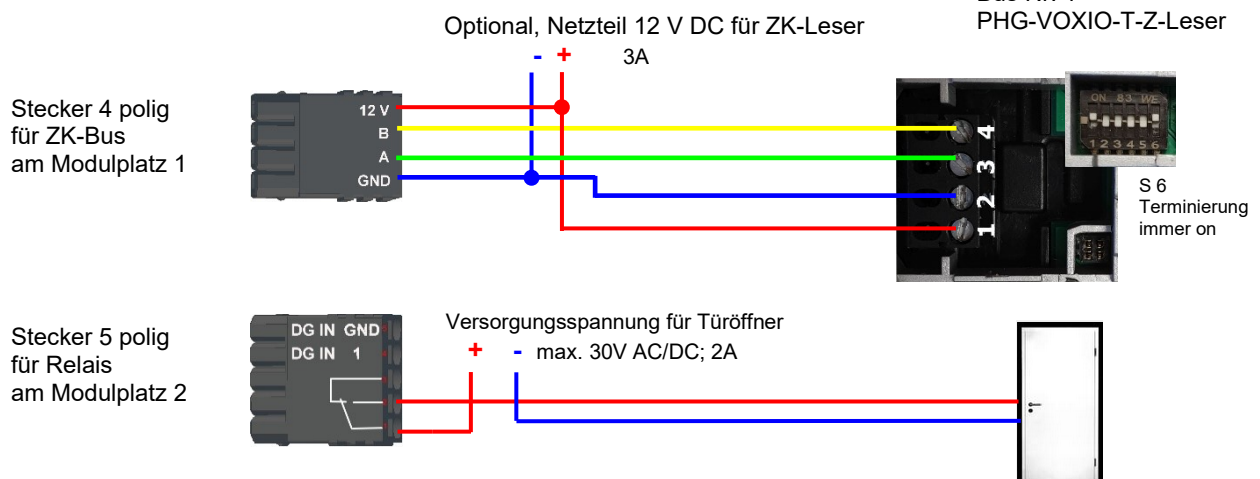 PHG-VOXIO-T-Z-Leser
Optional, Netzteil 12 V DC für ZK-Leser
- +
3A
Stecker 4 polig
für ZK-Bus
am Modulplatz 1
12 V
B
A
GND
4
3
2
1
ON 83 WE
1 2 3 4 5 6
S 6
Terminierung
immer on
Stecker 5 polig
für Relais
am Modulplatz 2
DG IN GND
DG IN 1
Versorgungsspannung für Türöffner
+ - max. 30V AC/DC; 2A